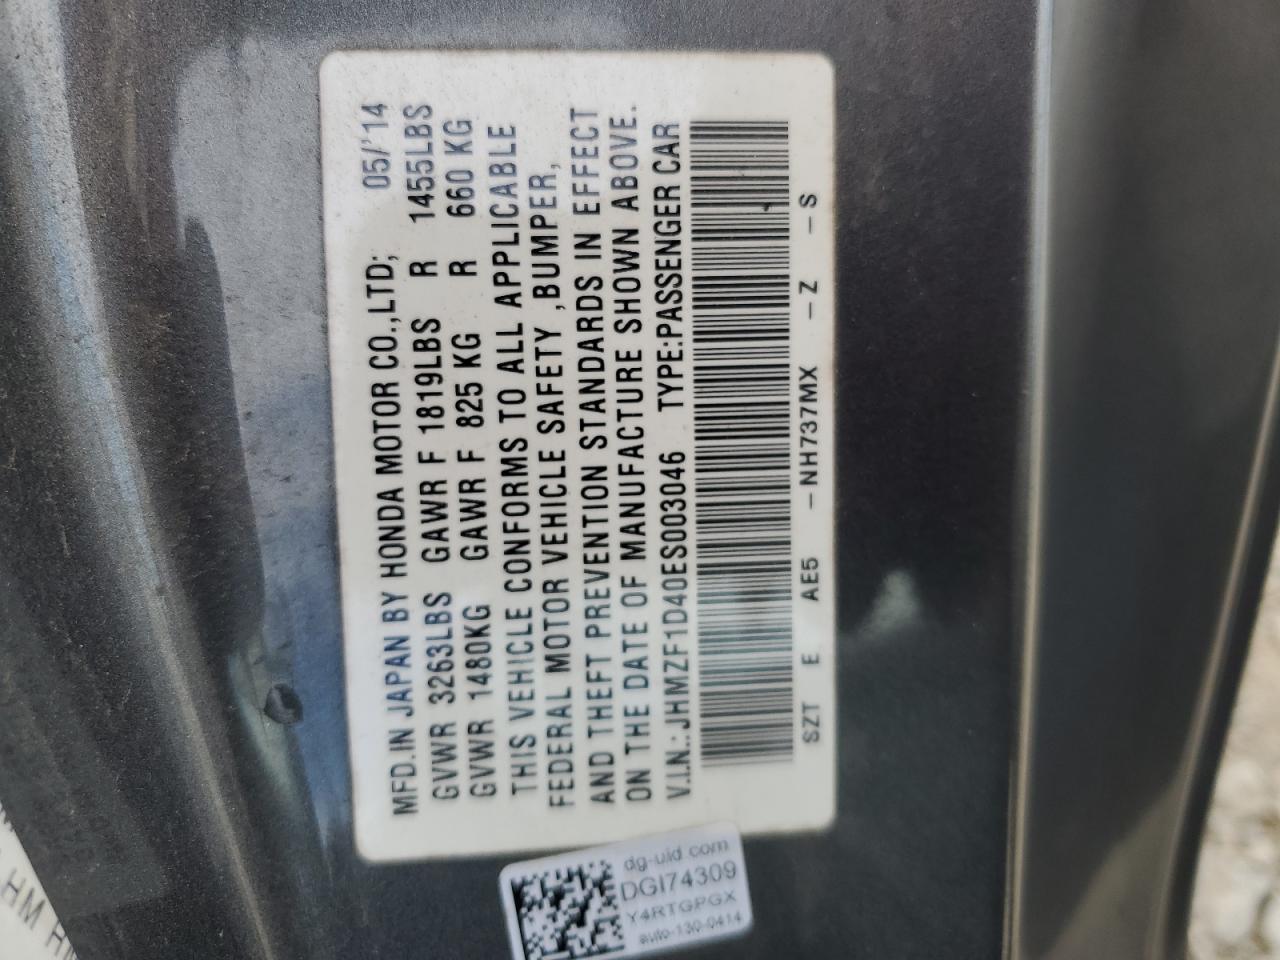 MFD. IN JAPAN BY HONDA MOTOR CO.,LTD; 05/'14
GVWR 3263LBS GAWR F 1819LBS R 1455LBS
GVWR 1480KG GAWR F 825 KG R 660 KG
THIS VEHICLE CONFORMS TO ALL APPLICABLE
FEDERAL MOTOR VEHICLE SAFETY ,BUMPER,
AND THEFT PREVENTION STANDARDS IN EFFECT
ON THE DATE OF MANUFACTURE SHOWN ABOVE.
V.I.N.: JHMZF1D40ES003046 TYPE:PASSENGER CAR
SZT E AE5 -NH737MX -Z -S
dg-uid.com
DGI74309
Y4RTGPGX
auto-130-0414
HM HM